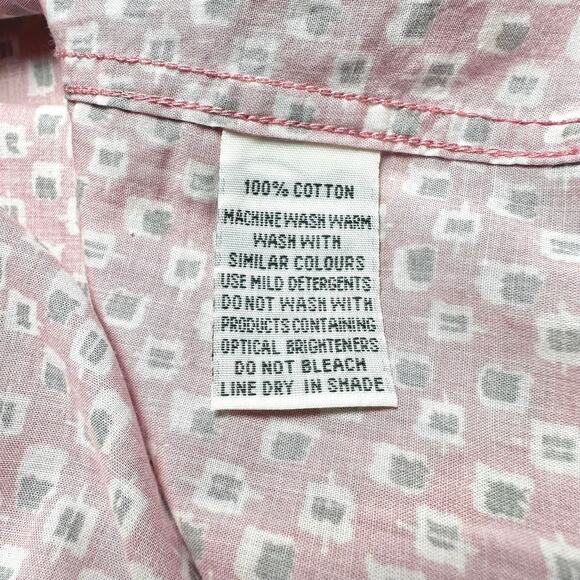 100% COTTON
MACHINE WASH WARM
WASH WITH
SIMILAR COLOURS
USE MILD DETERGENTS
DO NOT WASH WITH
PRODUCTS CONTAINING
OPTICAL BRIGHTENERS
DO NOT BLEACH
LINE DRY IN SHADE